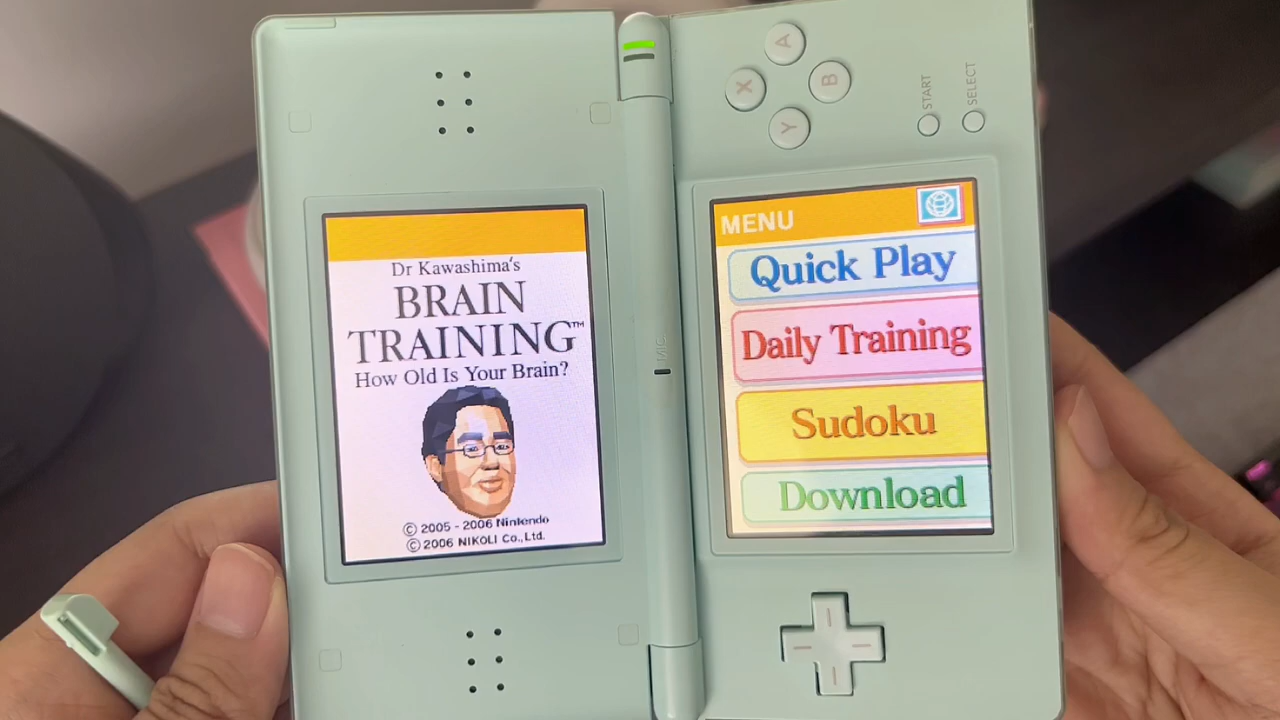 Dr Kawashima's
BRAIN
TRAINING™
How Old Is Your Brain?
© 2005 - 2006 Nintendo
© 2006 NIKOLI Co., Ltd.
MIC.
A
B
X
Y
START
SELECT
MENU
Quick Play
Daily Training
Sudoku
Download